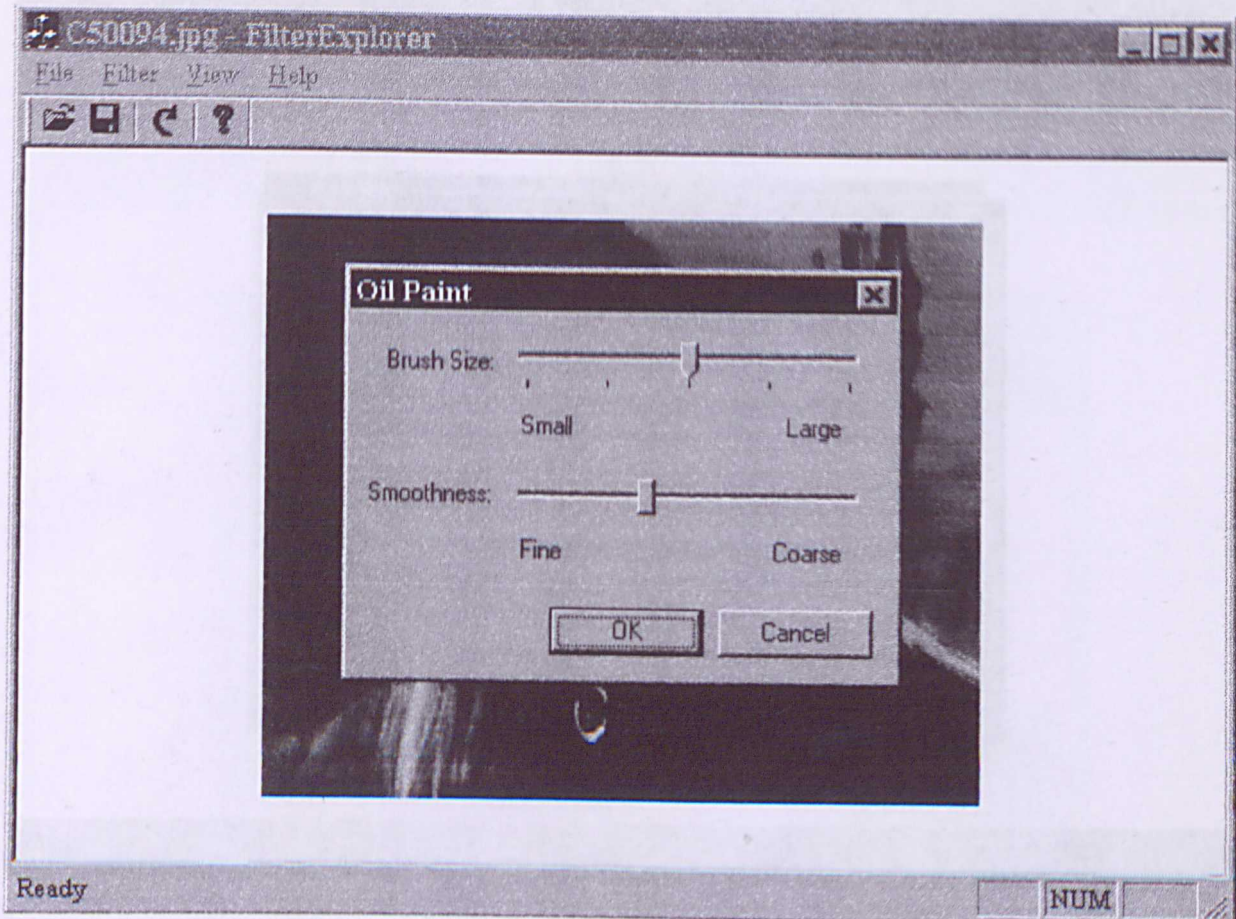 C50094.jpg - FilterExplorer
File Filter View Help
Oil Paint
Brush Size:
Small Large
Smoothness:
Fine Coarse
OK Cancel
Ready NUM